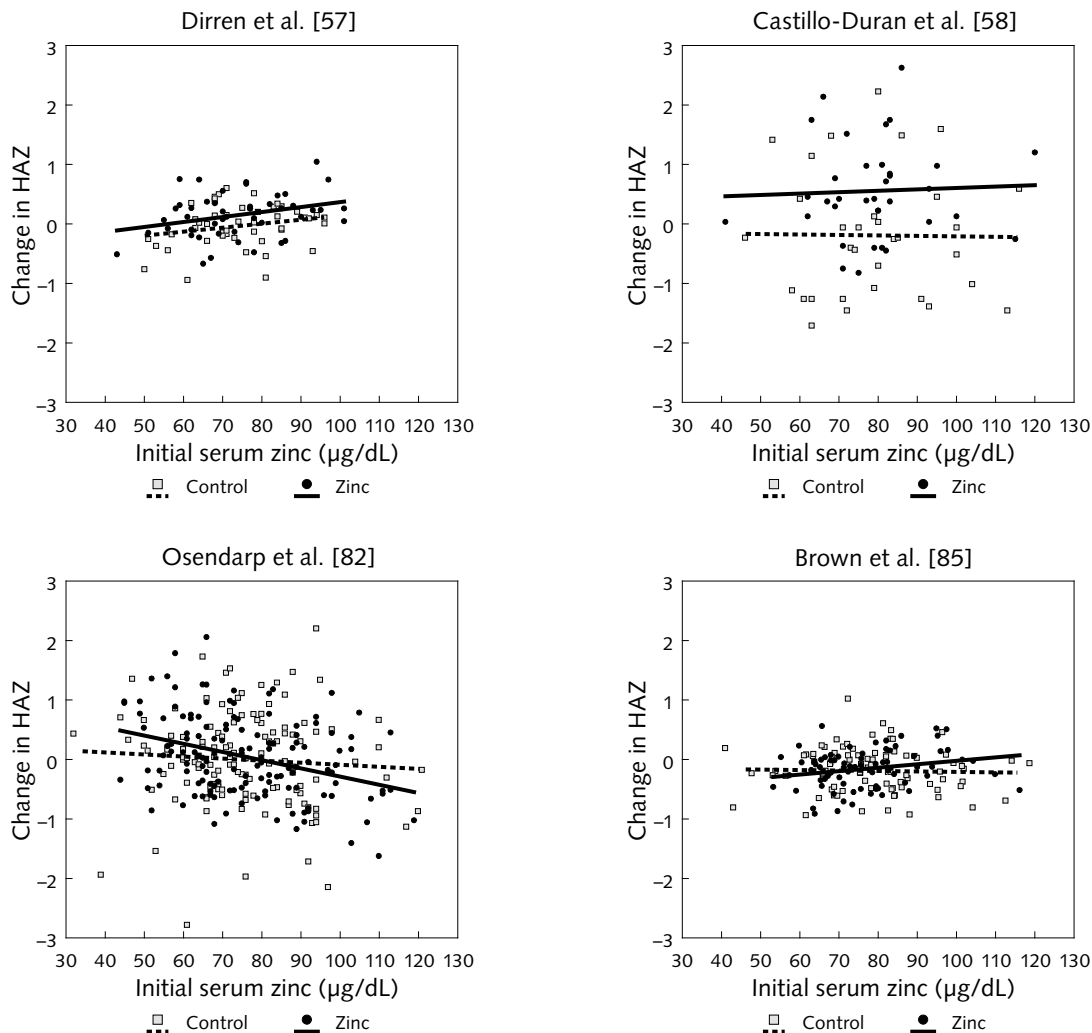 Dirren et al. [57]
3
2
1
0
−1
−2
−3
Change in HAZ
30 40 50 60 70 80 90 100 110 120 130
Initial serum zinc (µg/dL)
Control Zinc
Castillo-Duran et al. [58]
3
2
1
0
−1
−2
−3
Change in HAZ
30 40 50 60 70 80 90 100 110 120 130
Initial serum zinc (µg/dL)
Control Zinc
Osendarp et al. [82]
3
2
1
0
−1
−2
−3
Change in HAZ
30 40 50 60 70 80 90 100 110 120 130
Initial serum zinc (µg/dL)
Control Zinc
Brown et al. [85]
3
2
1
0
−1
−2
−3
Change in HAZ
30 40 50 60 70 80 90 100 110 120 130
Initial serum zinc (µg/dL)
Control Zinc